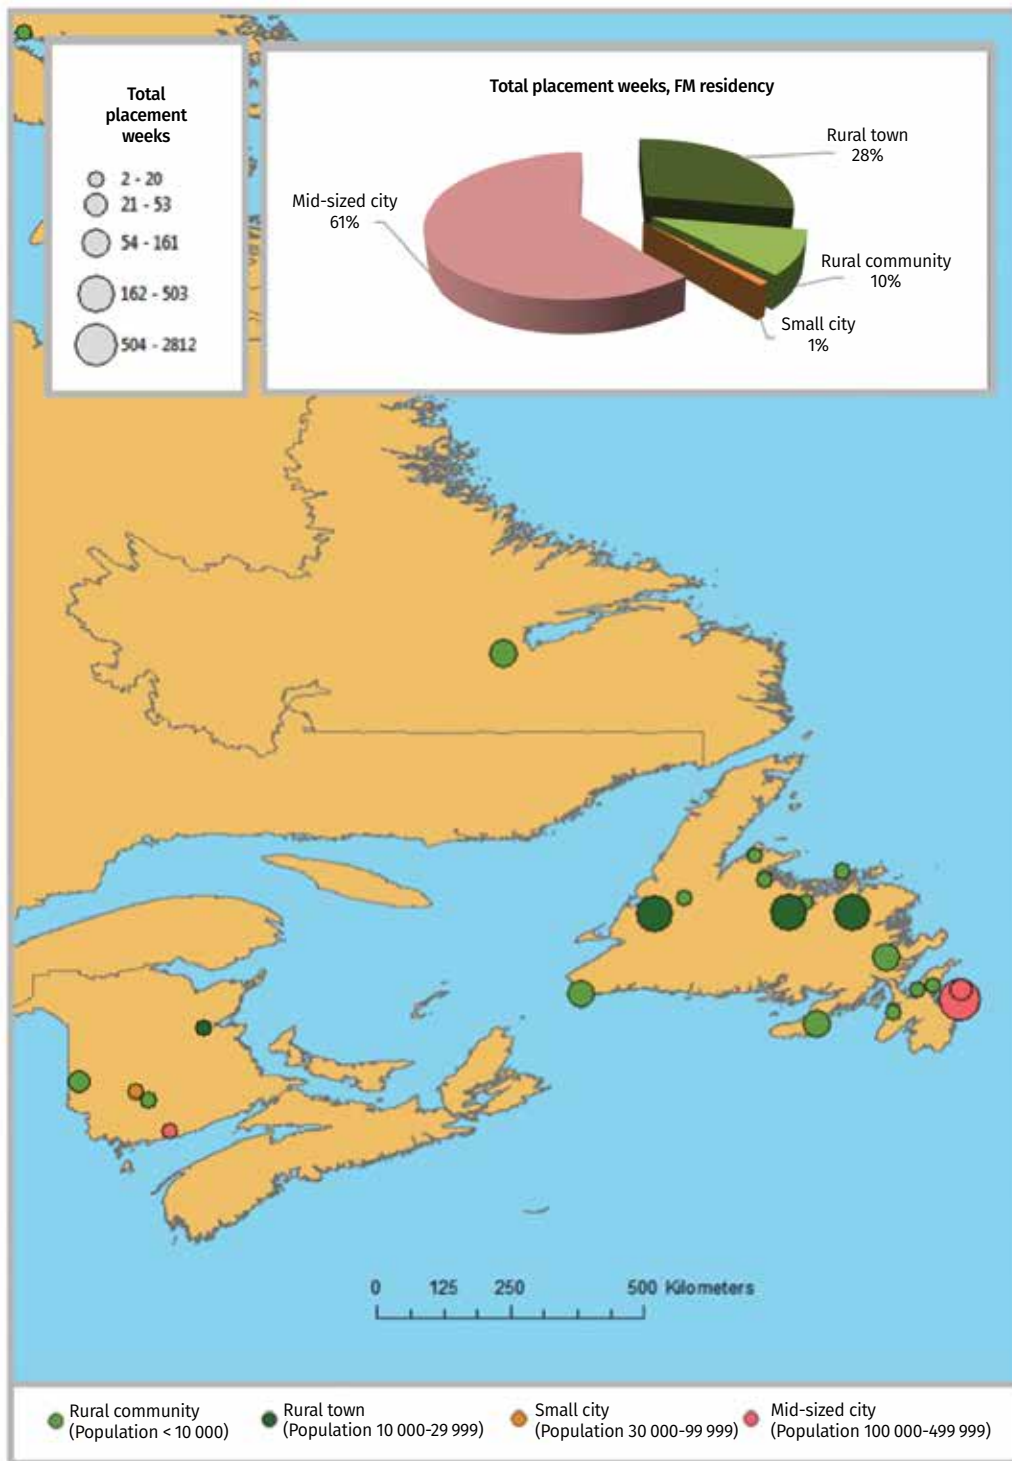 Total
placement
weeks
2 - 20
21 - 53
54 - 161
162 - 503
504 - 2812
Total placement weeks, FM residency
Rural town
28%
Mid-sized city
61%
Rural community
10%
Small city
1%
0 125 250 500 Kilometers
Rural community
(Population < 10 000)
Rural town
(Population 10 000-29 999)
Small city
(Population 30 000-99 999)
Mid-sized city
(Population 100 000-499 999)